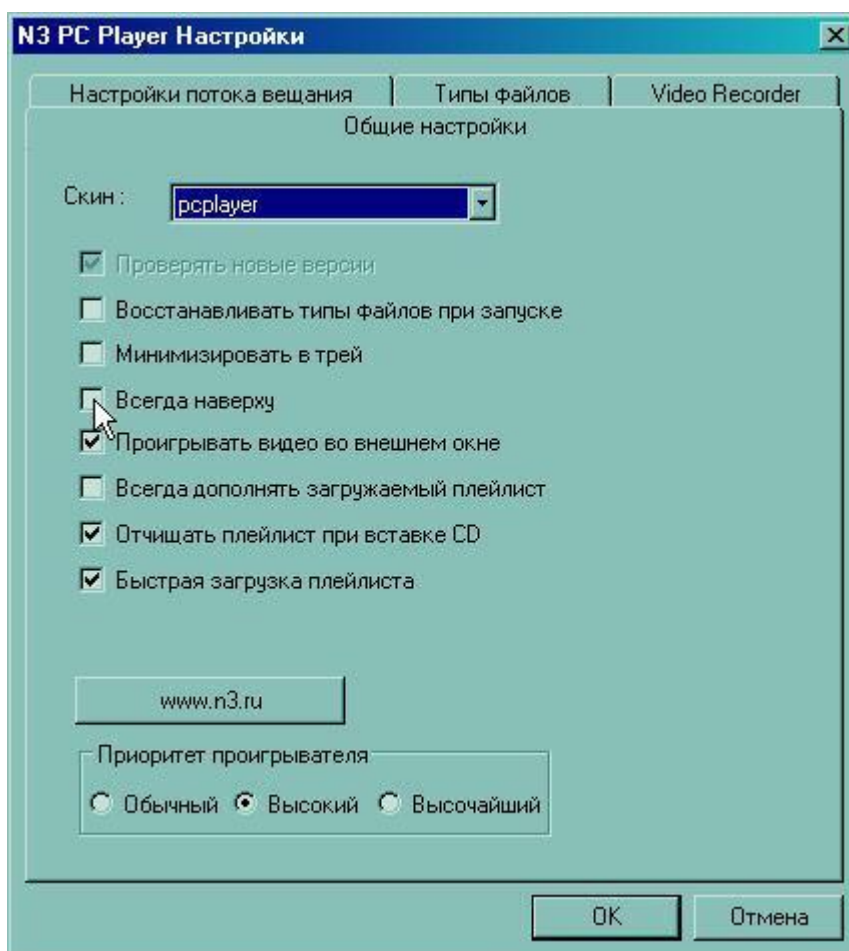 N3 PC Player Настройки
Настройки потока вещания Типы файлов Video Recorder
Общие настройки
Скин : pcplayer
Проверять новые версии
Восстанавливать типы файлов при запуске
Минимизировать в трей
Всегда наверху
Проигрывать видео во внешнем окне
Всегда дополнять загружаемый плейлист
Отчищать плейлист при вставке CD
Быстрая загрузка плейлиста
www.n3.ru
Приоритет проигрывателя
Обычный Высокий Высочайший
OK Отмена